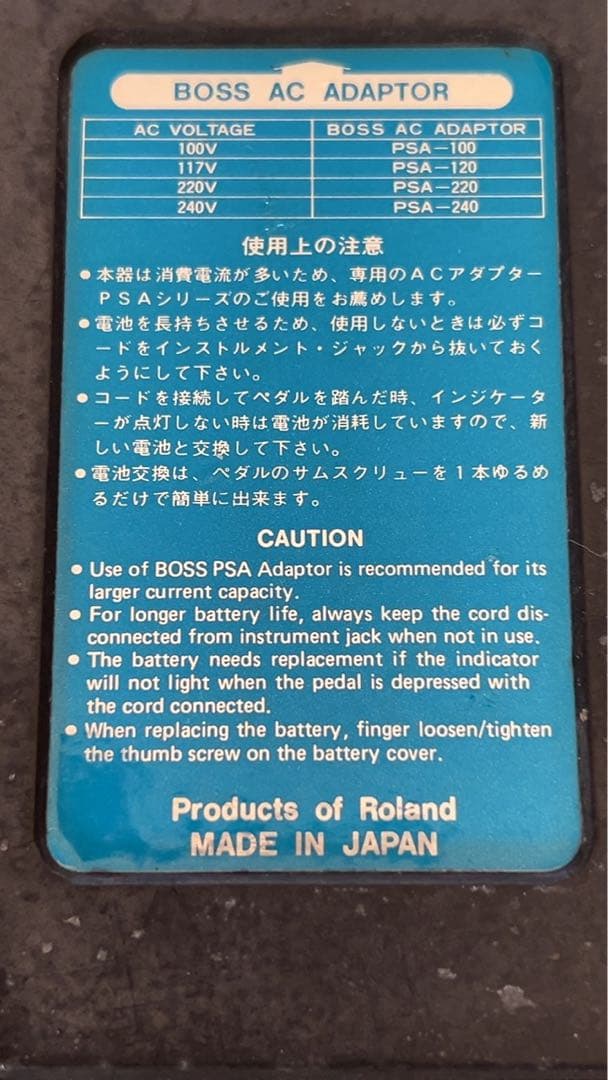 BOSS AC ADAPTOR
AC VOLTAGE BOSS AC ADAPTOR
100V PSA-100
117V PSA-120
220V PSA-220
240V PSA-240
使用上の注意
●本器は消費電流が多いため、専用のACアダプター
PSAシリーズのご使用をお薦めします。
●電池を長持ちさせるため、使用しないときは必ずコ
ードをインストルメント・ジャックから抜いておく
ようにして下さい。
●コードを接続してペダルを踏んだ時、インジケータ
ーが点灯しない時は電池が消耗していますので、新
しい電池と交換して下さい。
●電池交換は、ペダルのサムスクリューを1本ゆるめ
るだけで簡単に出来ます。
CAUTION
● Use of BOSS PSA Adaptor is recommended for its
larger current capacity.
● For longer battery life, always keep the cord dis-
connected from instrument jack when not in use.
● The battery needs replacement if the indicator
will not light when the pedal is depressed with
the cord connected.
● When replacing the battery, finger loosen/tighten
the thumb screw on the battery cover.
Products of Roland
MADE IN JAPAN